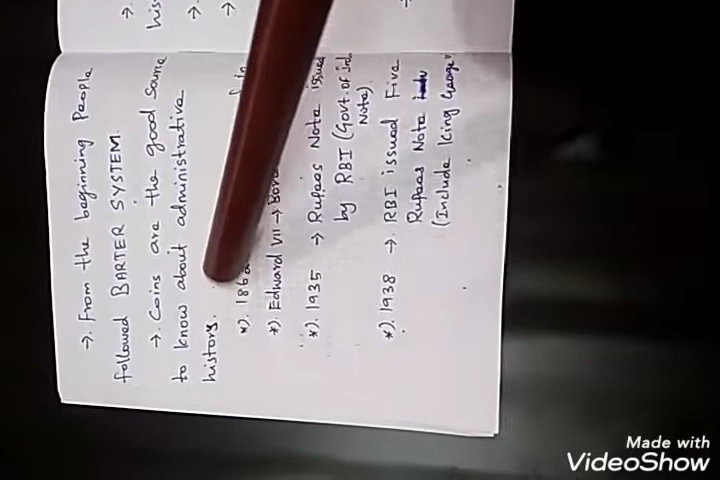 →. From the beginning People
followed BARTER SYSTEM.
→. Coins are the good source
to know about administrative
history.
*).
*). Edward VII →
*). 1935 → Rupees Note issued
by RBI (Govt. of
Note).
*). 1938 →. RBI issued Five
Rupees Note
(Include King George
his
Made with
VideoShow